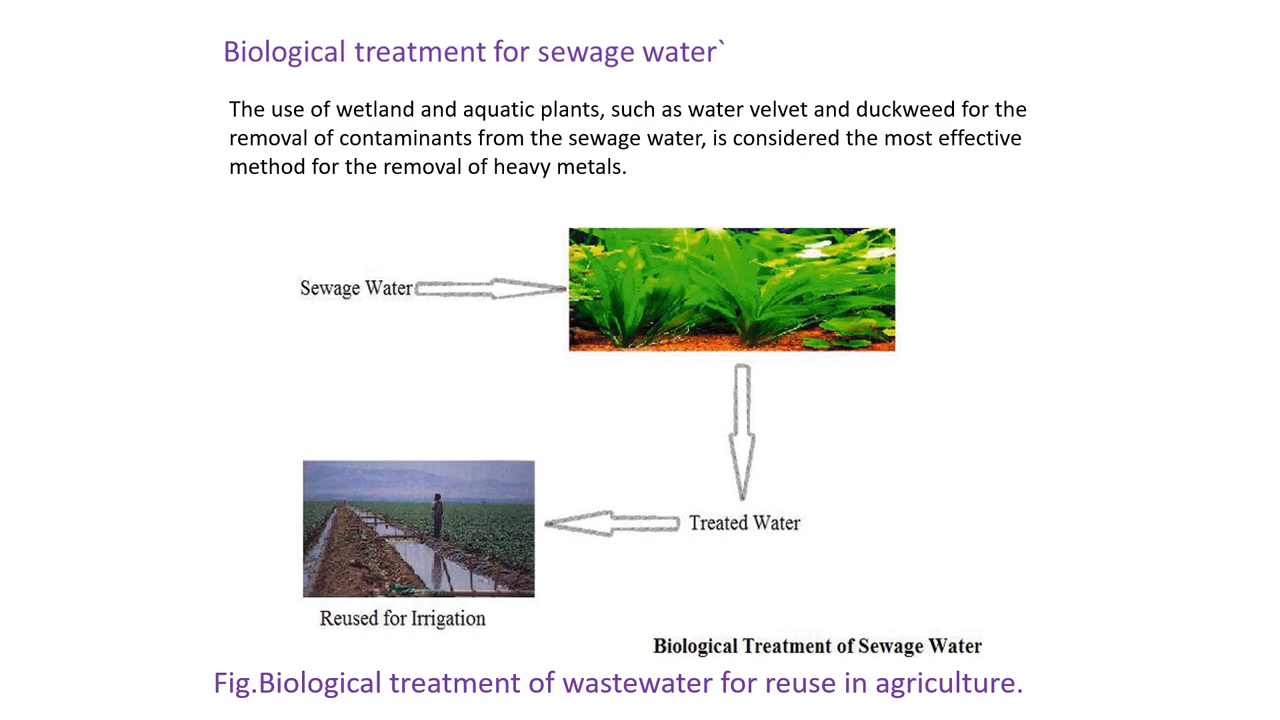 Biological treatment for sewage water`
The use of wetland and aquatic plants, such as water velvet and duckweed for the
removal of contaminants from the sewage water, is considered the most effective
method for the removal of heavy metals.
Sewage Water
Treated Water
Reused for Irrigation
Biological Treatment of Sewage Water
Fig.Biological treatment of wastewater for reuse in agriculture.